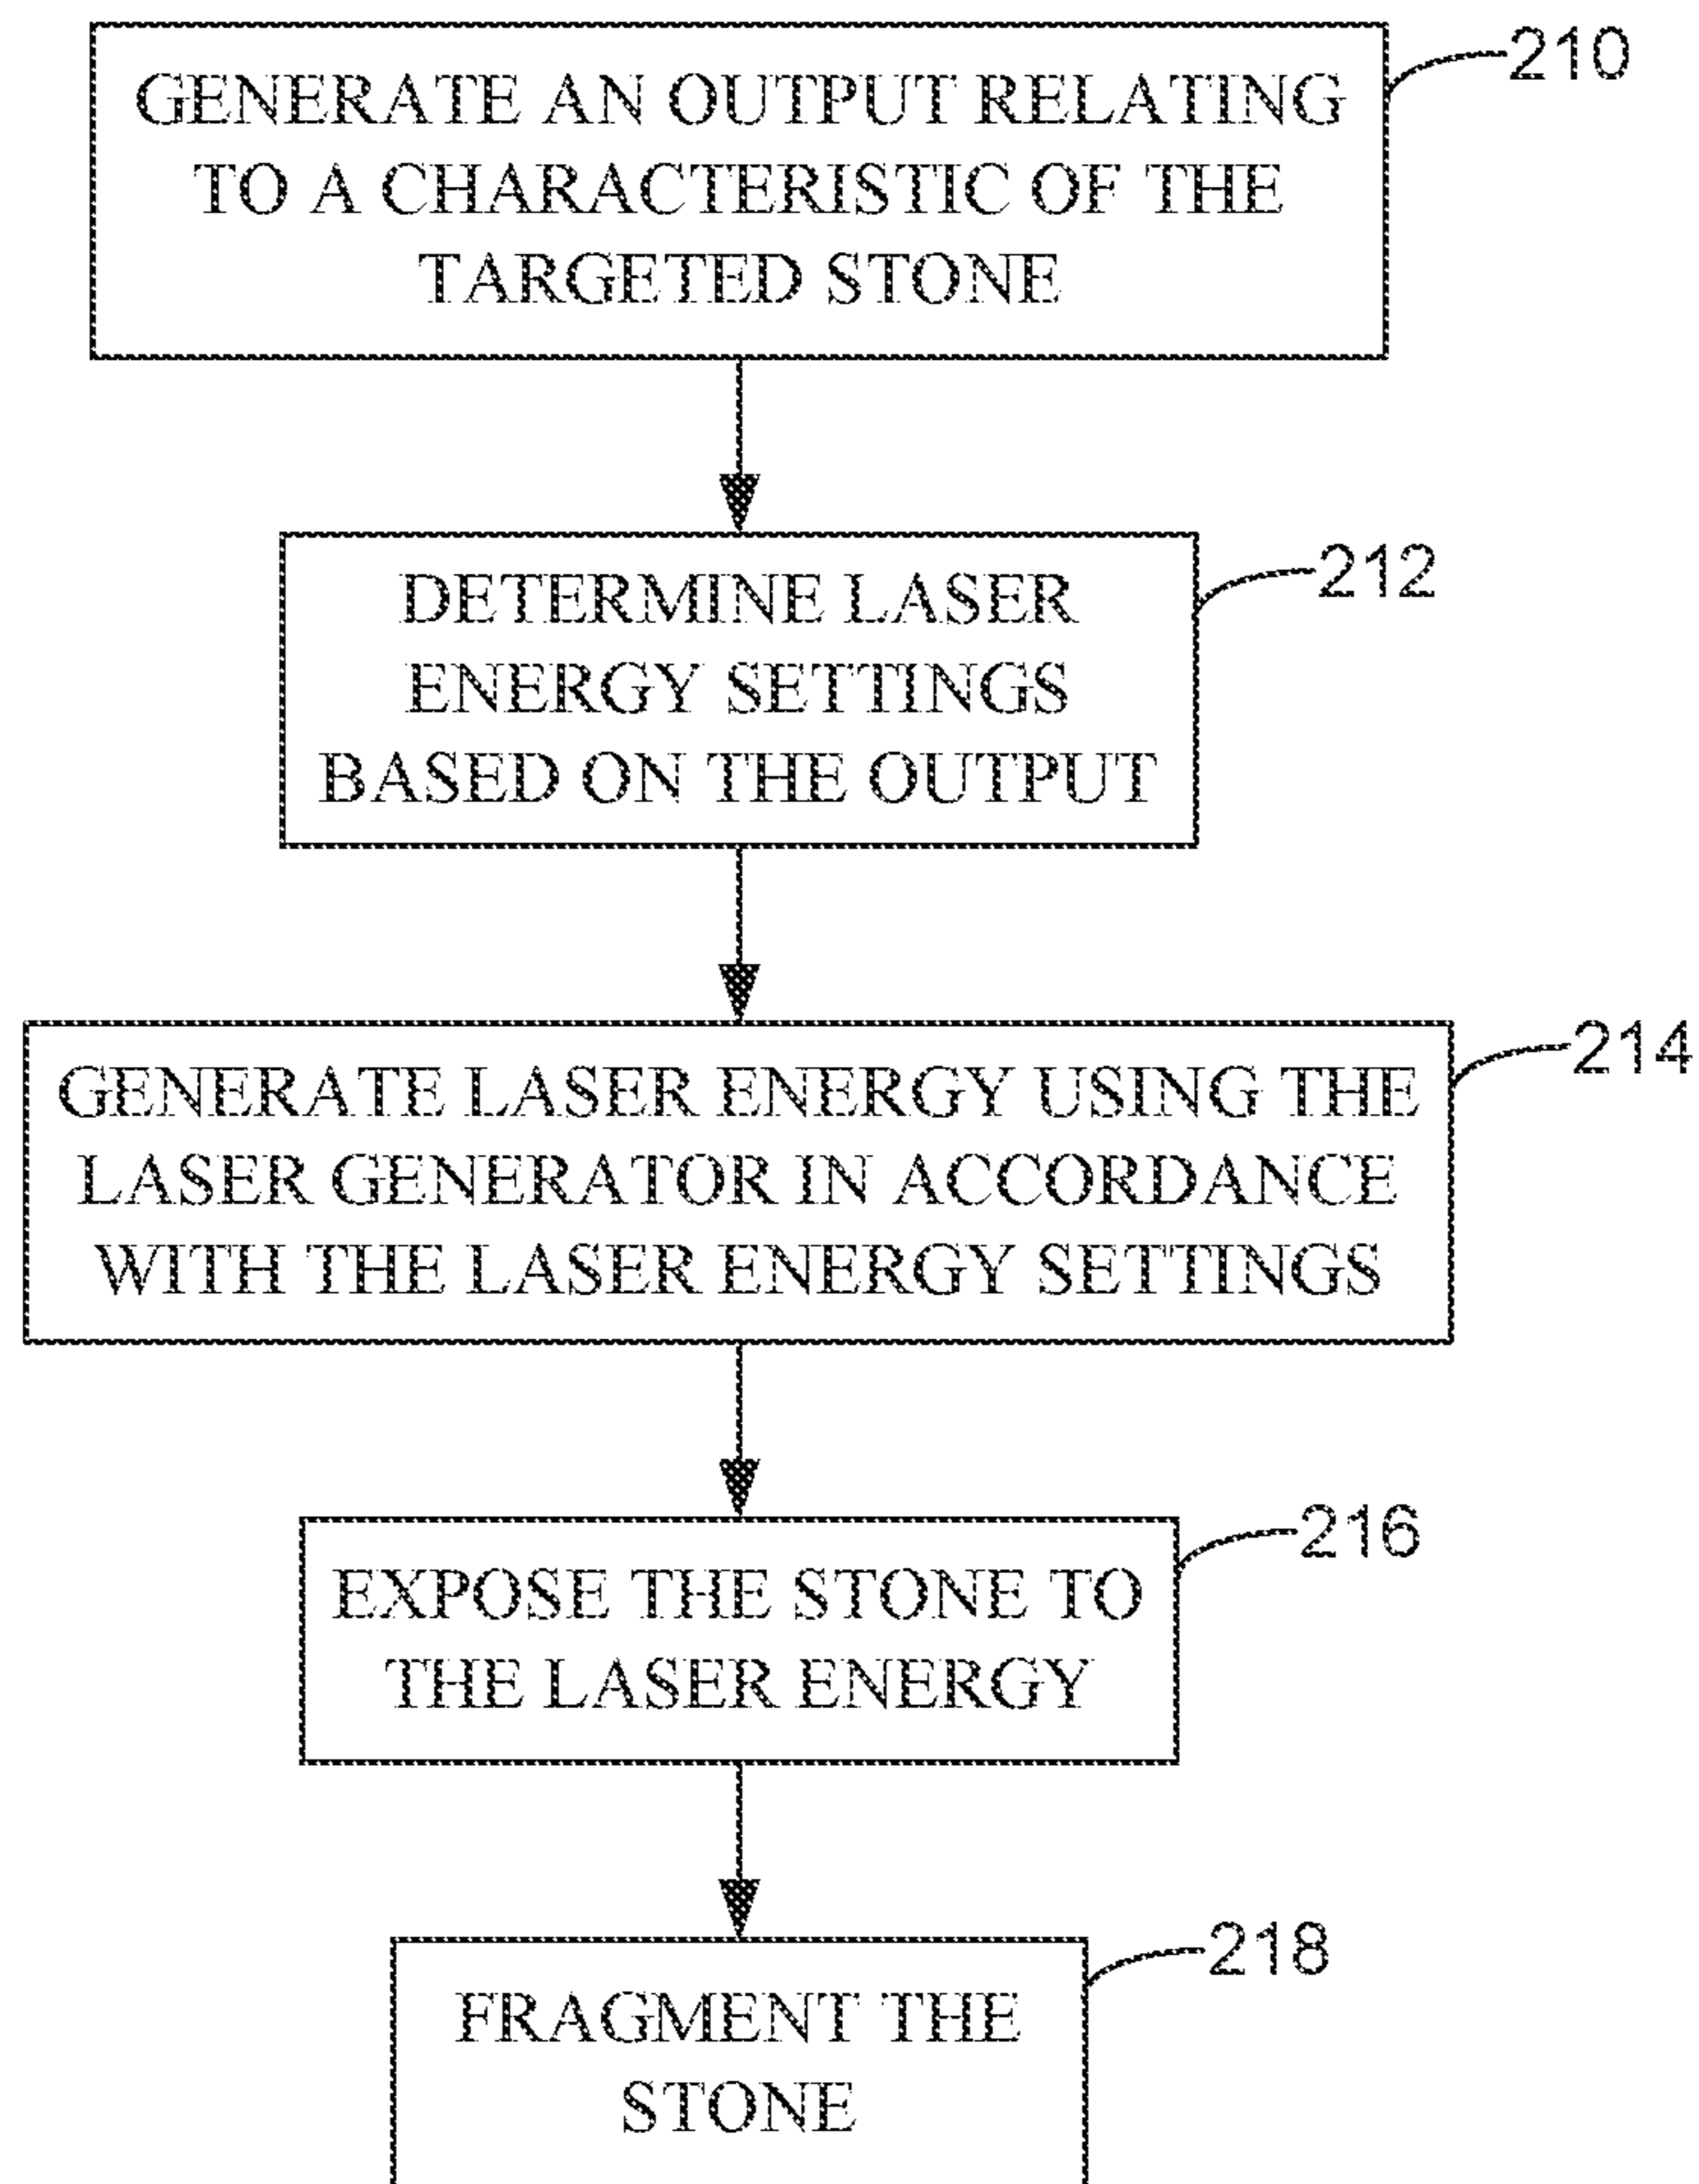 GENERATE AN OUTPUT RELATING
TO A CHARACTERISTIC OF THE
TARGETED STONE
210
DETERMINE LASER
ENERGY SETTINGS
BASED ON THE OUTPUT
212
GENERATE LASER ENERGY USING THE
LASER GENERATOR IN ACCORDANCE
WITH THE LASER ENERGY SETTINGS
214
EXPOSE THE STONE TO
THE LASER ENERGY
216
FRAGMENT THE
STONE
218